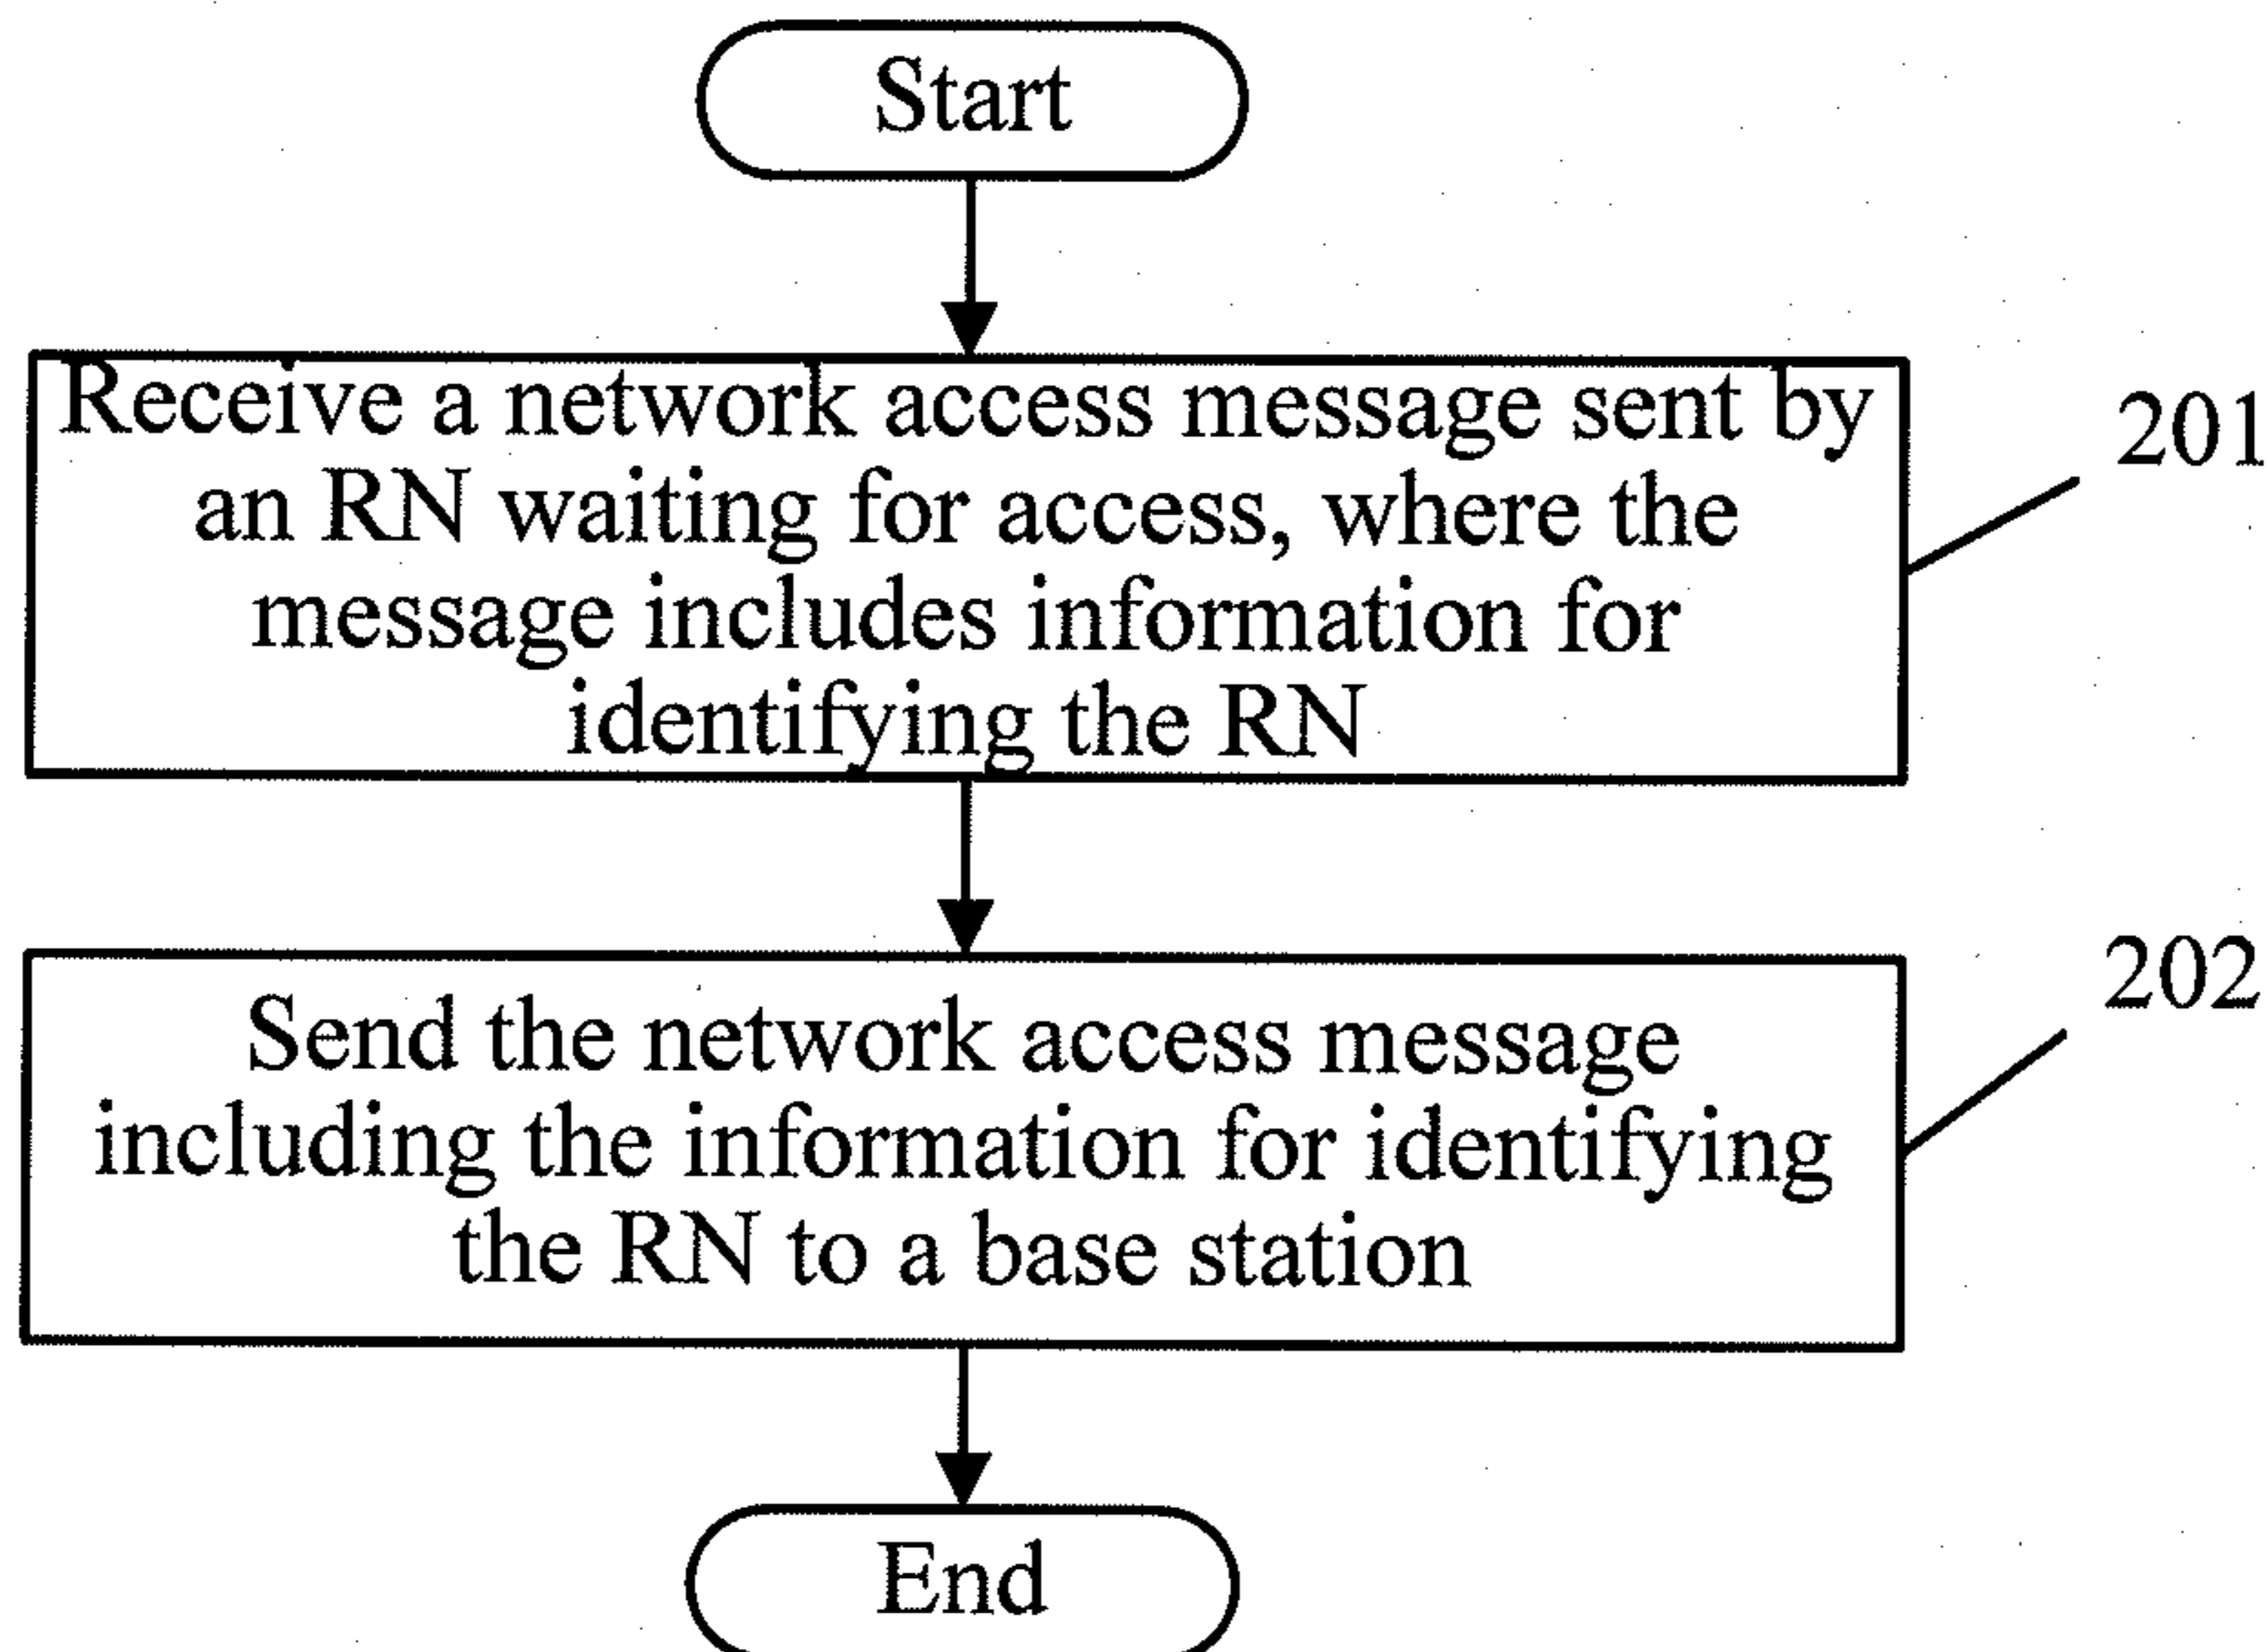 Start
Receive a network access message sent by
an RN waiting for access, where the
message includes information for
identifying the RN
201
Send the network access message
including the information for identifying
the RN to a base station
202
End